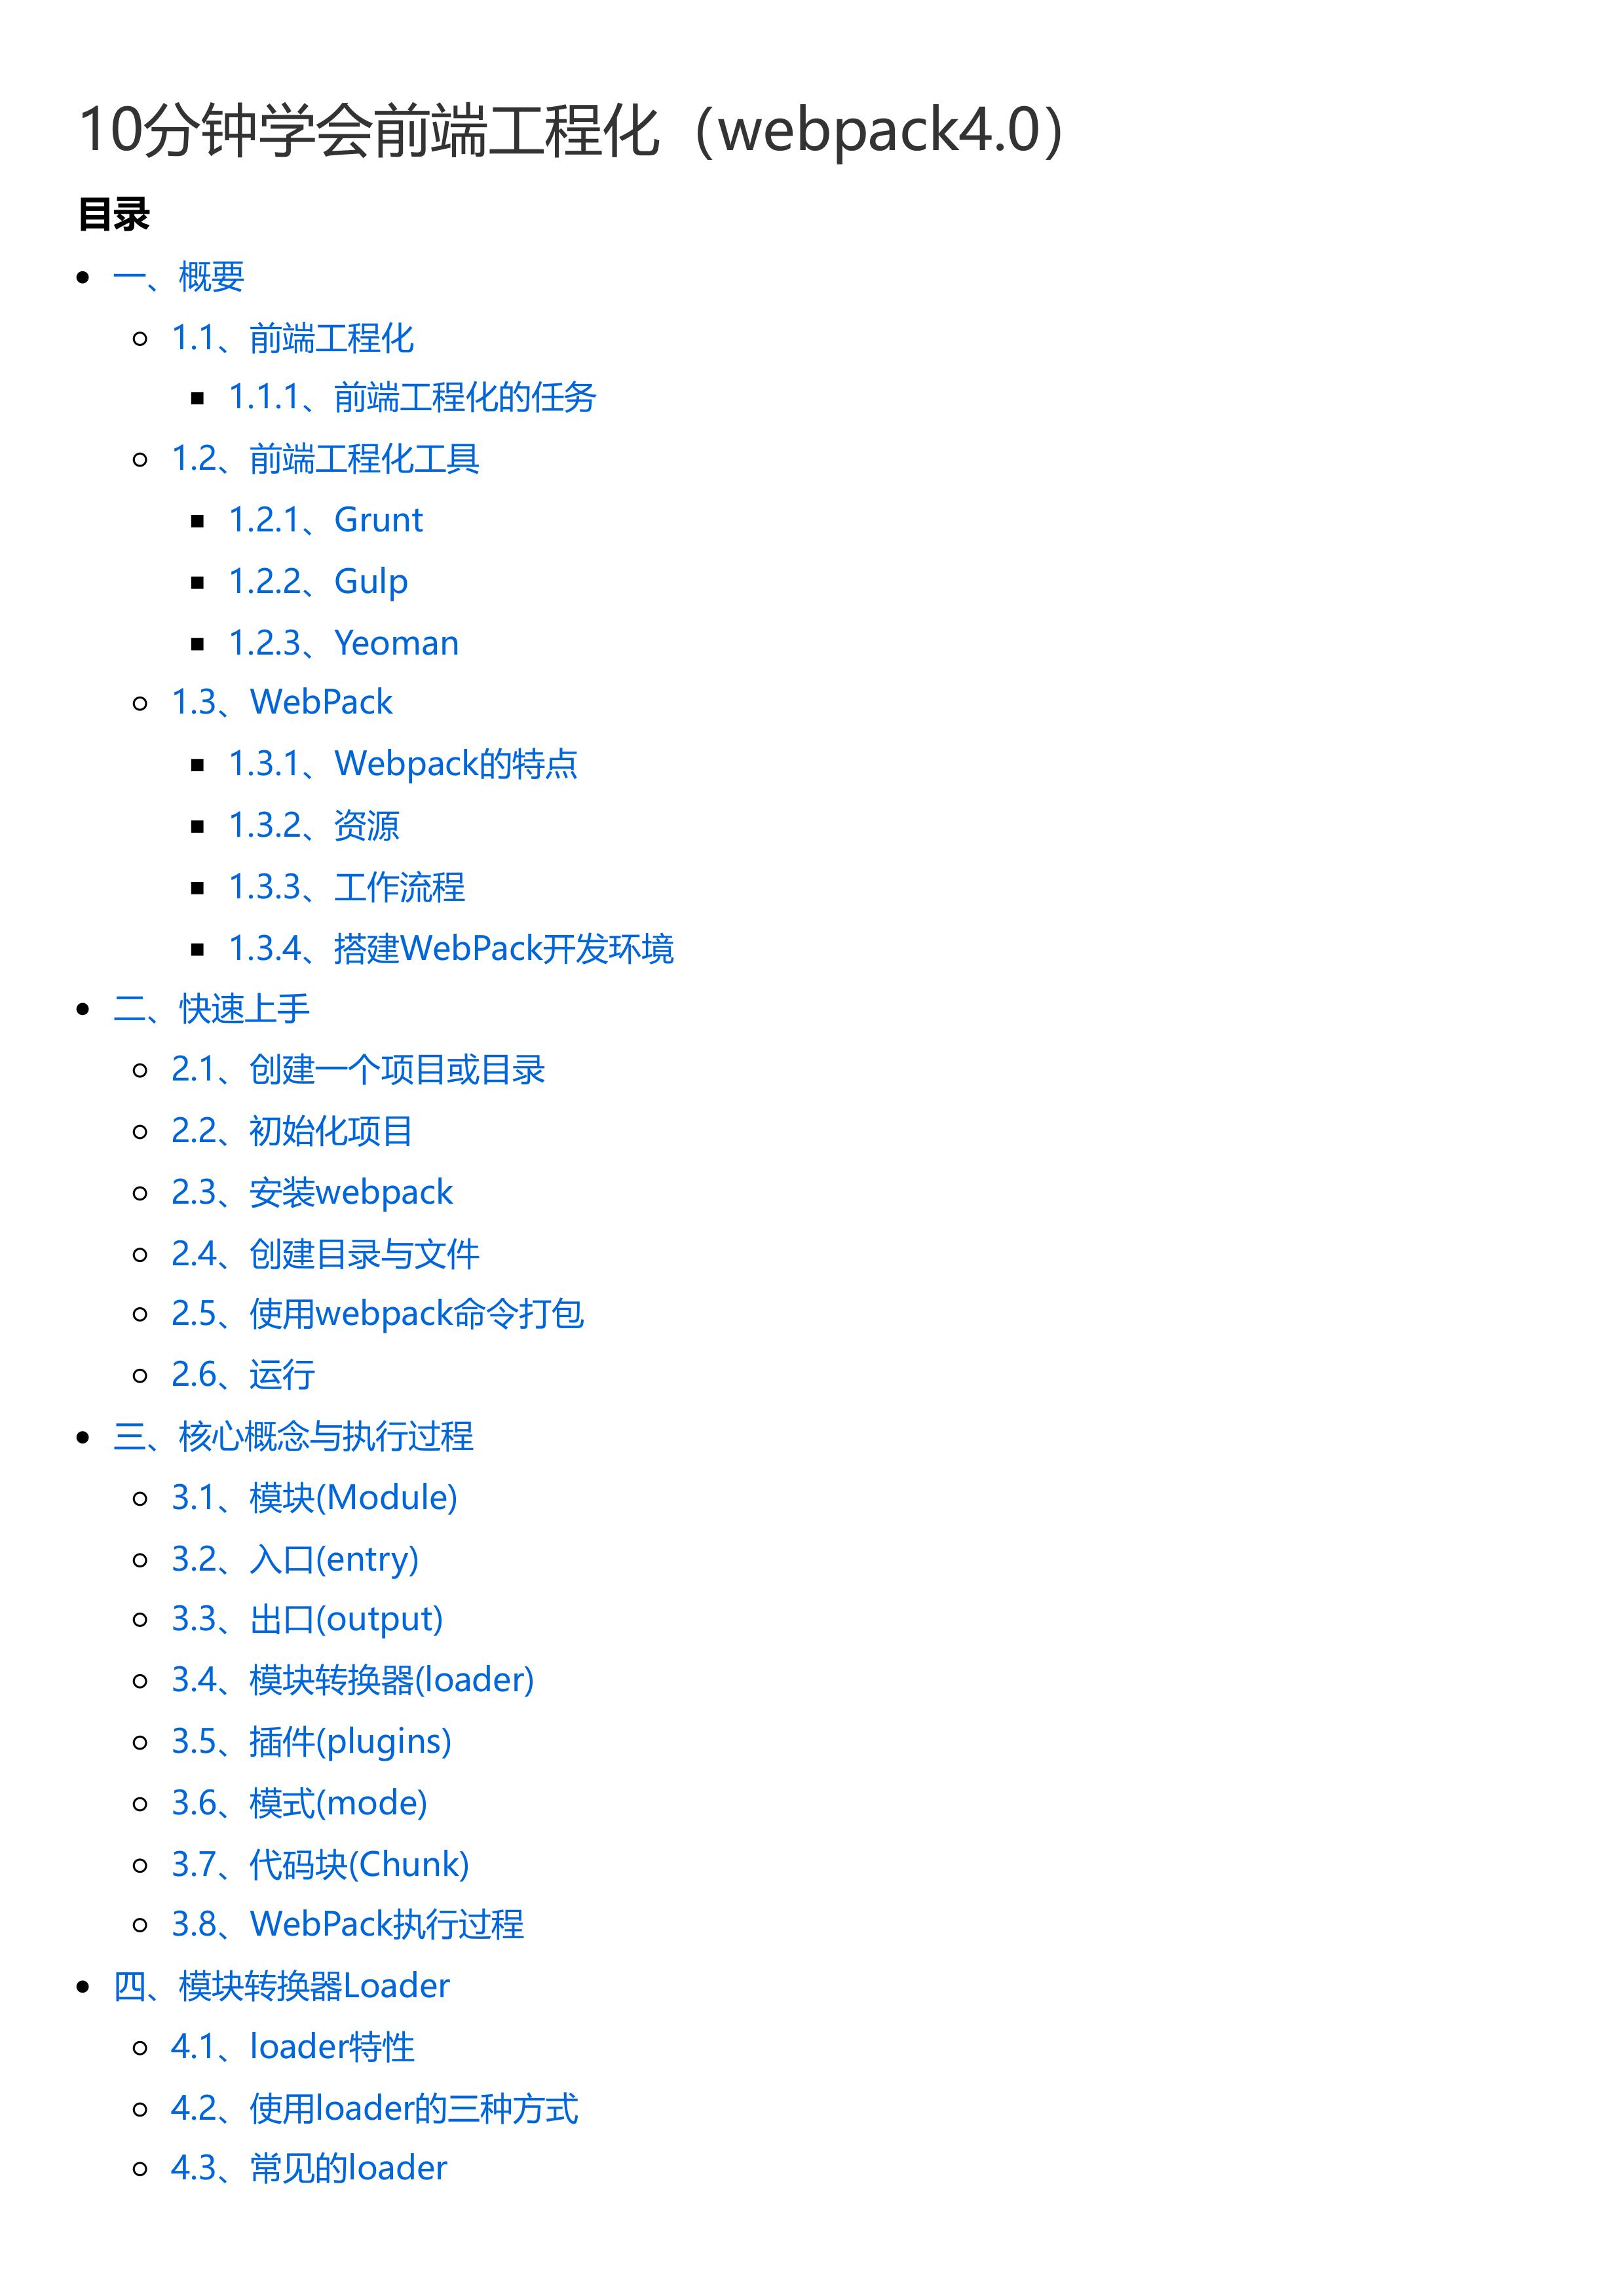 10分钟学会前端工程化（webpack4.0）
目录
一、概要
1.1、前端工程化
1.1.1、前端工程化的任务
1.2、前端工程化工具
1.2.1、Grunt
1.2.2、Gulp
1.2.3、Yeoman
1.3、WebPack
1.3.1、Webpack的特点
1.3.2、资源
1.3.3、工作流程
1.3.4、搭建WebPack开发环境
二、快速上手
2.1、创建一个项目或目录
2.2、初始化项目
2.3、安装webpack
2.4、创建目录与文件
2.5、使用webpack命令打包
2.6、运行
三、核心概念与执行过程
3.1、模块(Module)
3.2、入口(entry)
3.3、出口(output)
3.4、模块转换器(loader)
3.5、插件(plugins)
3.6、模式(mode)
3.7、代码块(Chunk)
3.8、WebPack执行过程
四、模块转换器Loader
4.1、loader特性
4.2、使用loader的三种方式
4.3、常见的loader